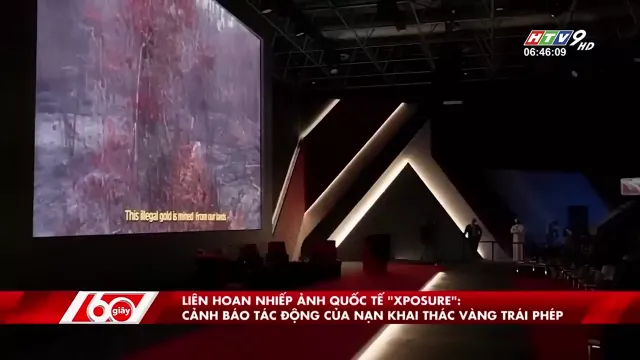 HTV9 HD
06:46:09
This illegal gold is mined from our lands
60 giây
LIÊN HOAN NHIẾP ẢNH QUỐC TẾ "XPOSURE":
CẢNH BÁO TÁC ĐỘNG CỦA NẠN KHAI THÁC VÀNG TRÁI PHÉP